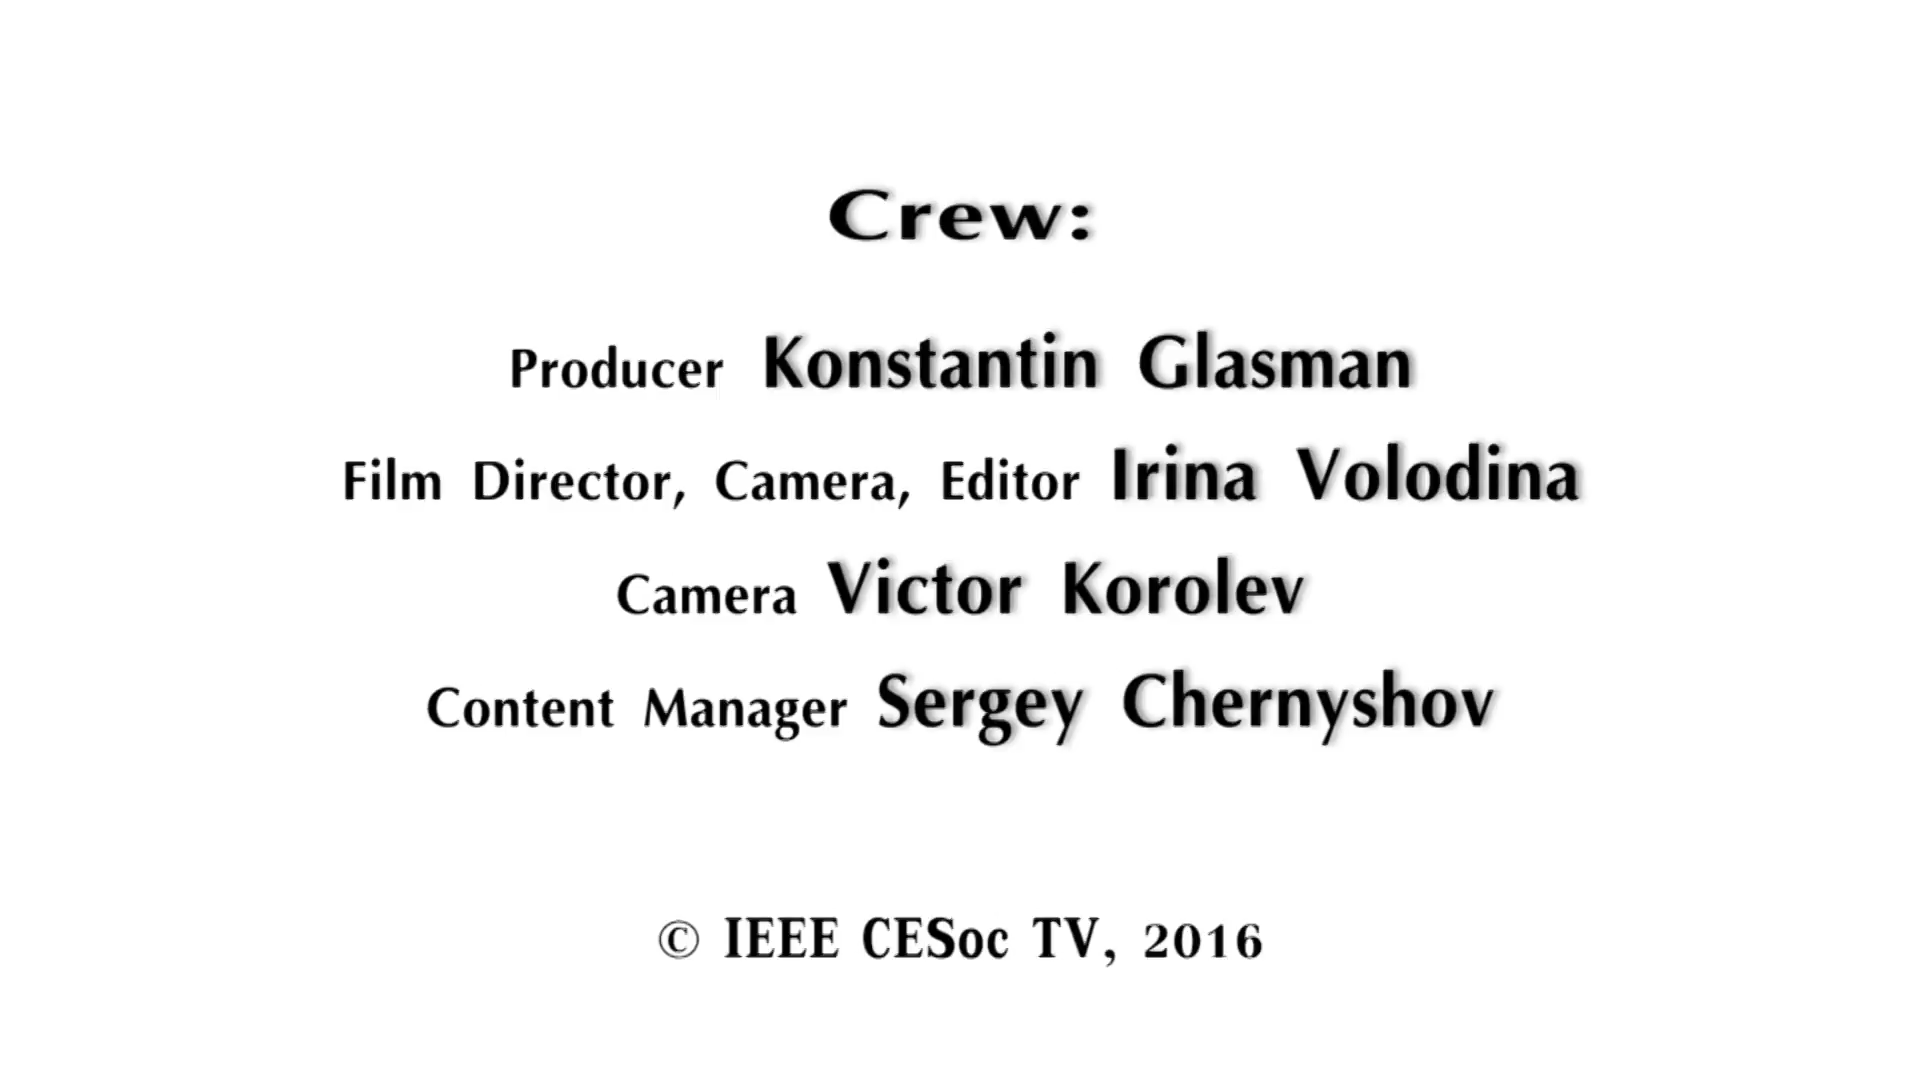 Crew:
Producer Konstantin Glasman
Film Director, Camera, Editor Irina Volodina
Camera Victor Korolev
Content Manager Sergey Chernyshov
© IEEE CESoc TV, 2016